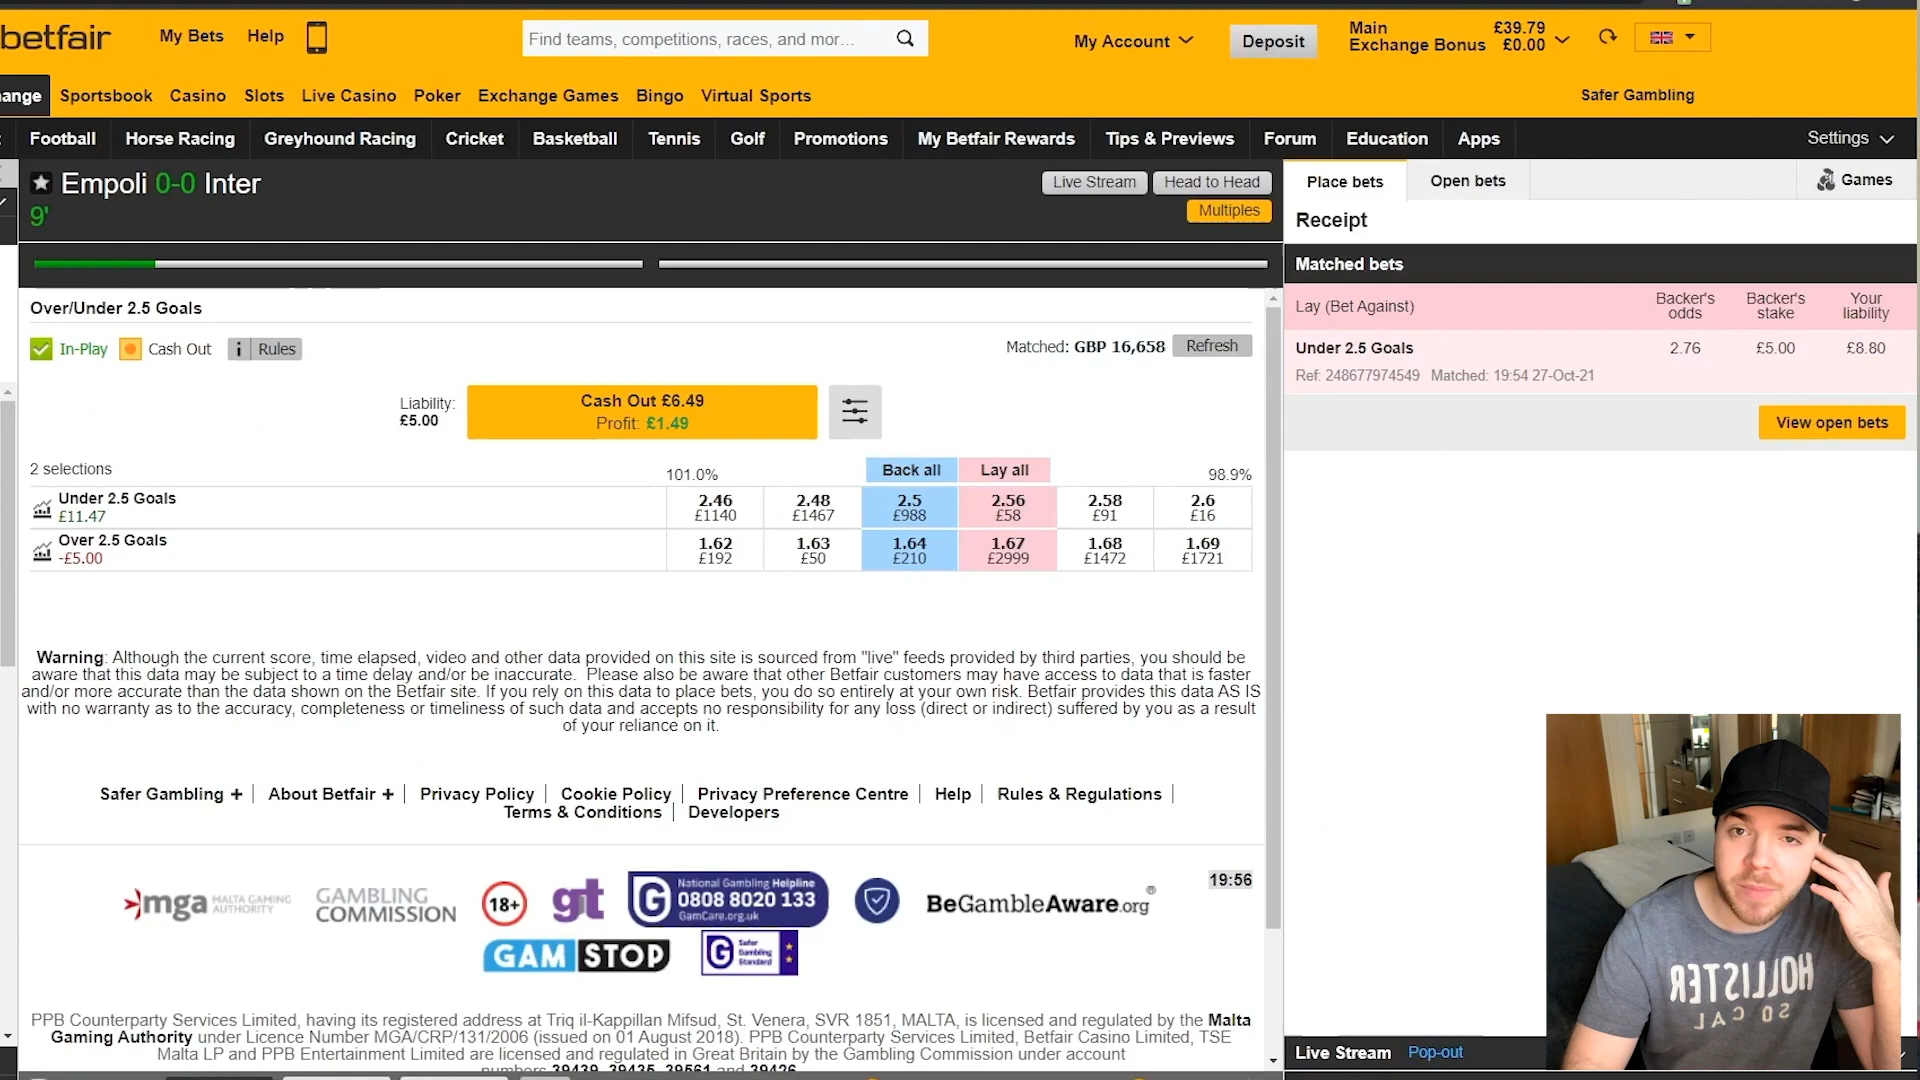 betfair My Bets Help Find teams, competitions, races, and mor... My Account Deposit Main £39.79
Exchange Bonus £0.00
ange Sportsbook Casino Slots Live Casino Poker Exchange Games Bingo Virtual Sports Safer Gambling
Football Horse Racing Greyhound Racing Cricket Basketball Tennis Golf Promotions My Betfair Rewards Tips & Previews Forum Education Apps Settings
Empoli 0-0 Inter Live Stream Head to Head
9' Multiples
Place bets Open bets Games
Receipt
Matched bets
Lay (Bet Against) Backer's odds Backer's stake Your liability
Under 2.5 Goals 2.76 £5.00 £8.80
Ref: 248677974549 Matched: 19:54 27-Oct-21
View open bets
Over/Under 2.5 Goals
In-Play Cash Out i Rules Matched: GBP 16,658 Refresh
Liability: £5.00
Cash Out £6.49
Profit: £1.49
2 selections 101.0% Back all Lay all 98.9%
Under 2.5 Goals 2.46 2.48 2.5 2.56 2.58 2.6
£11.47 £1140 £1467 £988 £58 £91 £16
Over 2.5 Goals 1.62 1.63 1.64 1.67 1.68 1.69
-£5.00 £192 £50 £210 £2999 £1472 £1721
Warning: Although the current score, time elapsed, video and other data provided on this site is sourced from "live" feeds provided by third parties, you should be
aware that this data may be subject to a time delay and/or be inaccurate. Please also be aware that other Betfair customers may have access to data that is faster
and/or more accurate than the data shown on the Betfair site. If you rely on this data to place bets, you do so entirely at your own risk. Betfair provides this data AS IS
with no warranty as to the accuracy, completeness or timeliness of such data and accepts no responsibility for any loss (direct or indirect) suffered by you as a result
of your reliance on it.
Safer Gambling + About Betfair + Privacy Policy Cookie Policy Privacy Preference Centre Help Rules & Regulations
Terms & Conditions Developers
19:56
mga MALTA GAMING AUTHORITY
GAMBLING COMMISSION
18+
gt
National Gambling Helpline
0808 8020 133
GamCare.org.uk
BeGambleAware.org®
GAMSTOP
Safer Gambling Standard
PPB Counterparty Services Limited, having its registered address at Triq il-Kappillan Mifsud, St. Venera, SVR 1851, MALTA, is licensed and regulated by the Malta
Gaming Authority under Licence Number MGA/CRP/131/2006 (issued on 01 August 2018). PPB Counterparty Services Limited, Betfair Casino Limited, TSE
Malta LP and PPB Entertainment Limited are licensed and regulated in Great Britain by the Gambling Commission under account
numbers 39439, 39435, 39561 and 39426.
Live Stream Pop-out
HOLLISTER
SO CAL